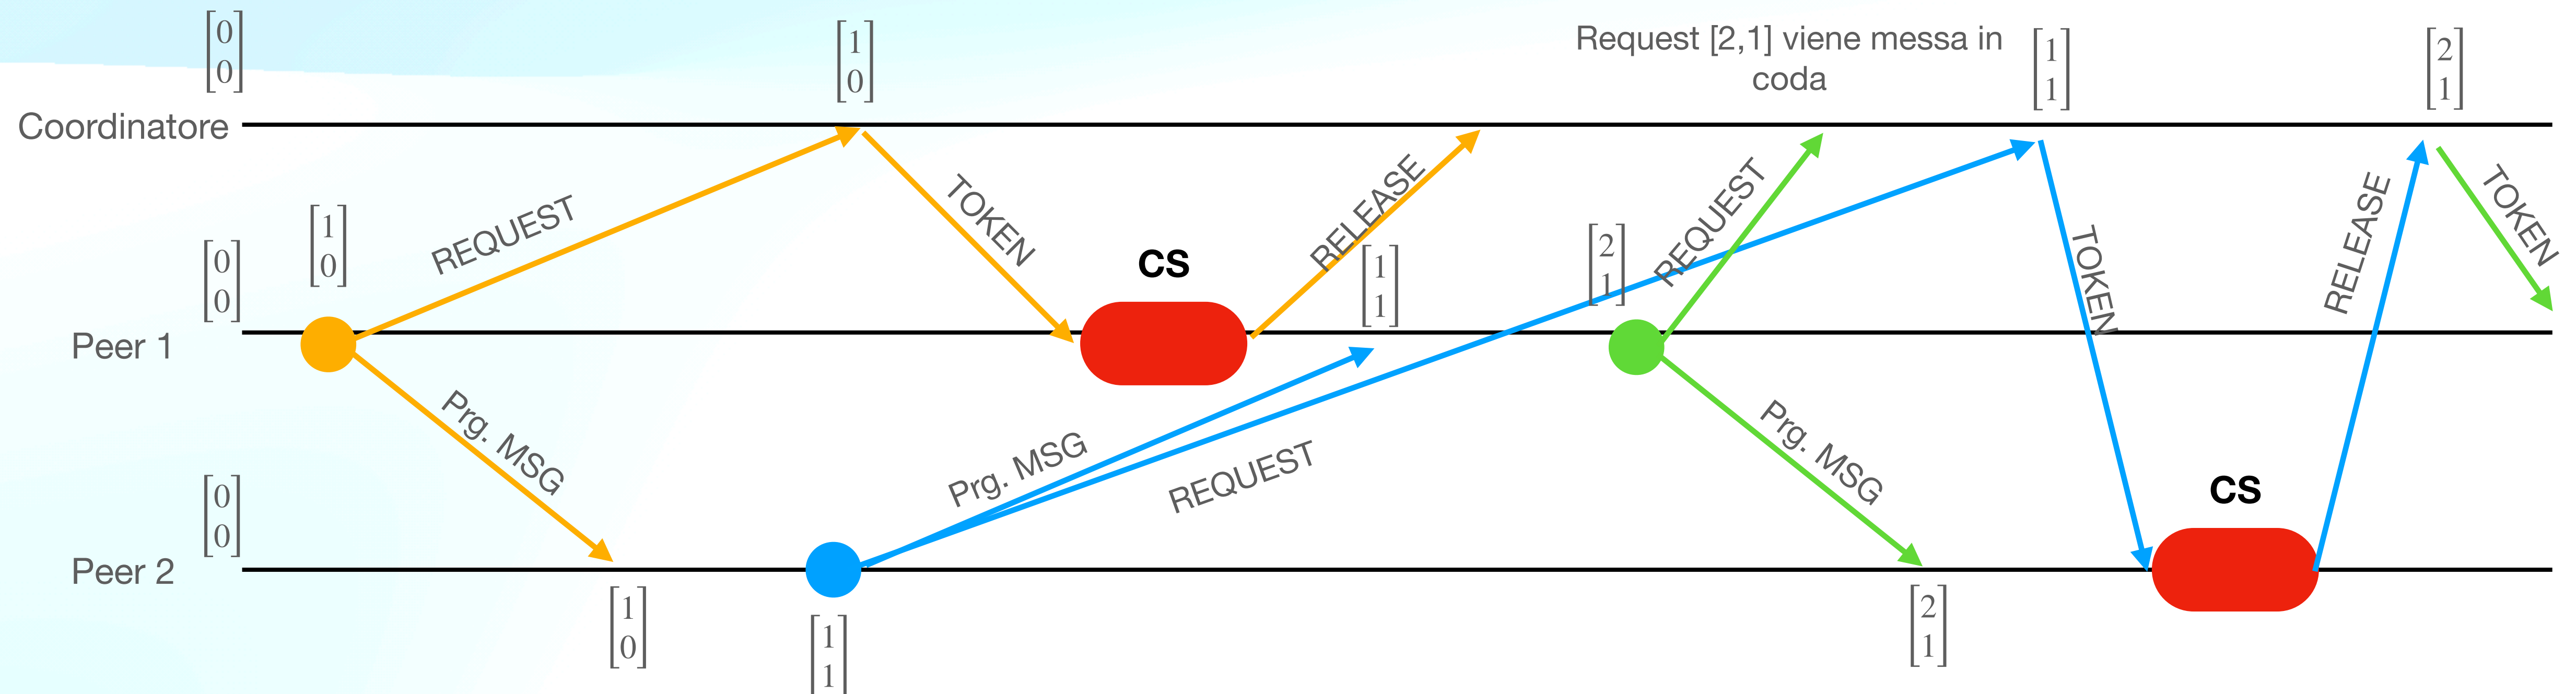 [0 0]
[1 0]
Request [2,1] viene messa in
coda
[1 1]
[2 1]
Coordinatore
REQUEST
TOKEN
RELEASE
REQUEST
TOKEN
RELEASE
TOKEN
[0 0]
[1 0]
CS
[1 1]
[2 1]
Peer 1
Prg. MSG
Prg. MSG
REQUEST
Prg. MSG
[0 0]
CS
Peer 2
[1 0]
[1 1]
[2 1]